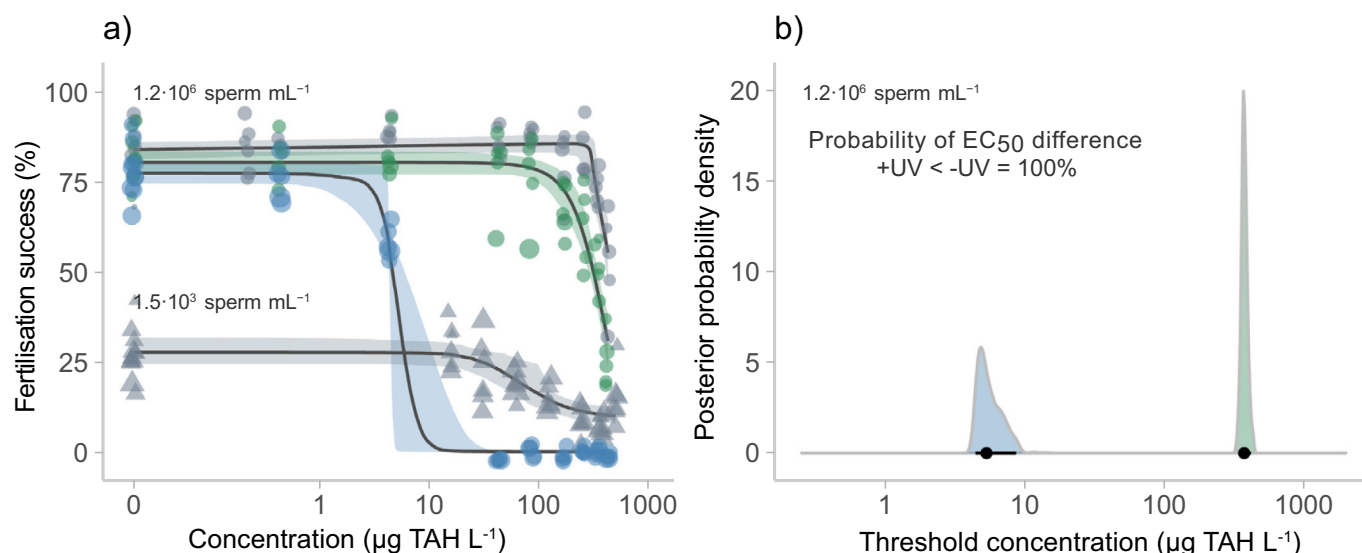 a)
1.2·10⁶ sperm mL⁻¹
1.5·10³ sperm mL⁻¹
Fertilisation success (%)
100
75
50
25
0
0 1 10 100 1000
Concentration (µg TAH L⁻¹)
b)
1.2·10⁶ sperm mL⁻¹
Probability of EC₅₀ difference
+UV < -UV = 100%
Posterior probability density
20
15
10
5
0
1 10 100 1000
Threshold concentration (µg TAH L⁻¹)